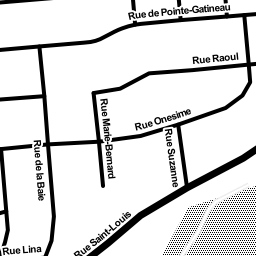 Rue de Pointe-Gatineau
Rue Raoul
Rue Marie-Bernard
Rue Onesime
Rue Suzanne
Rue de la Baie
Rue Saint-Louis
Rue Lina